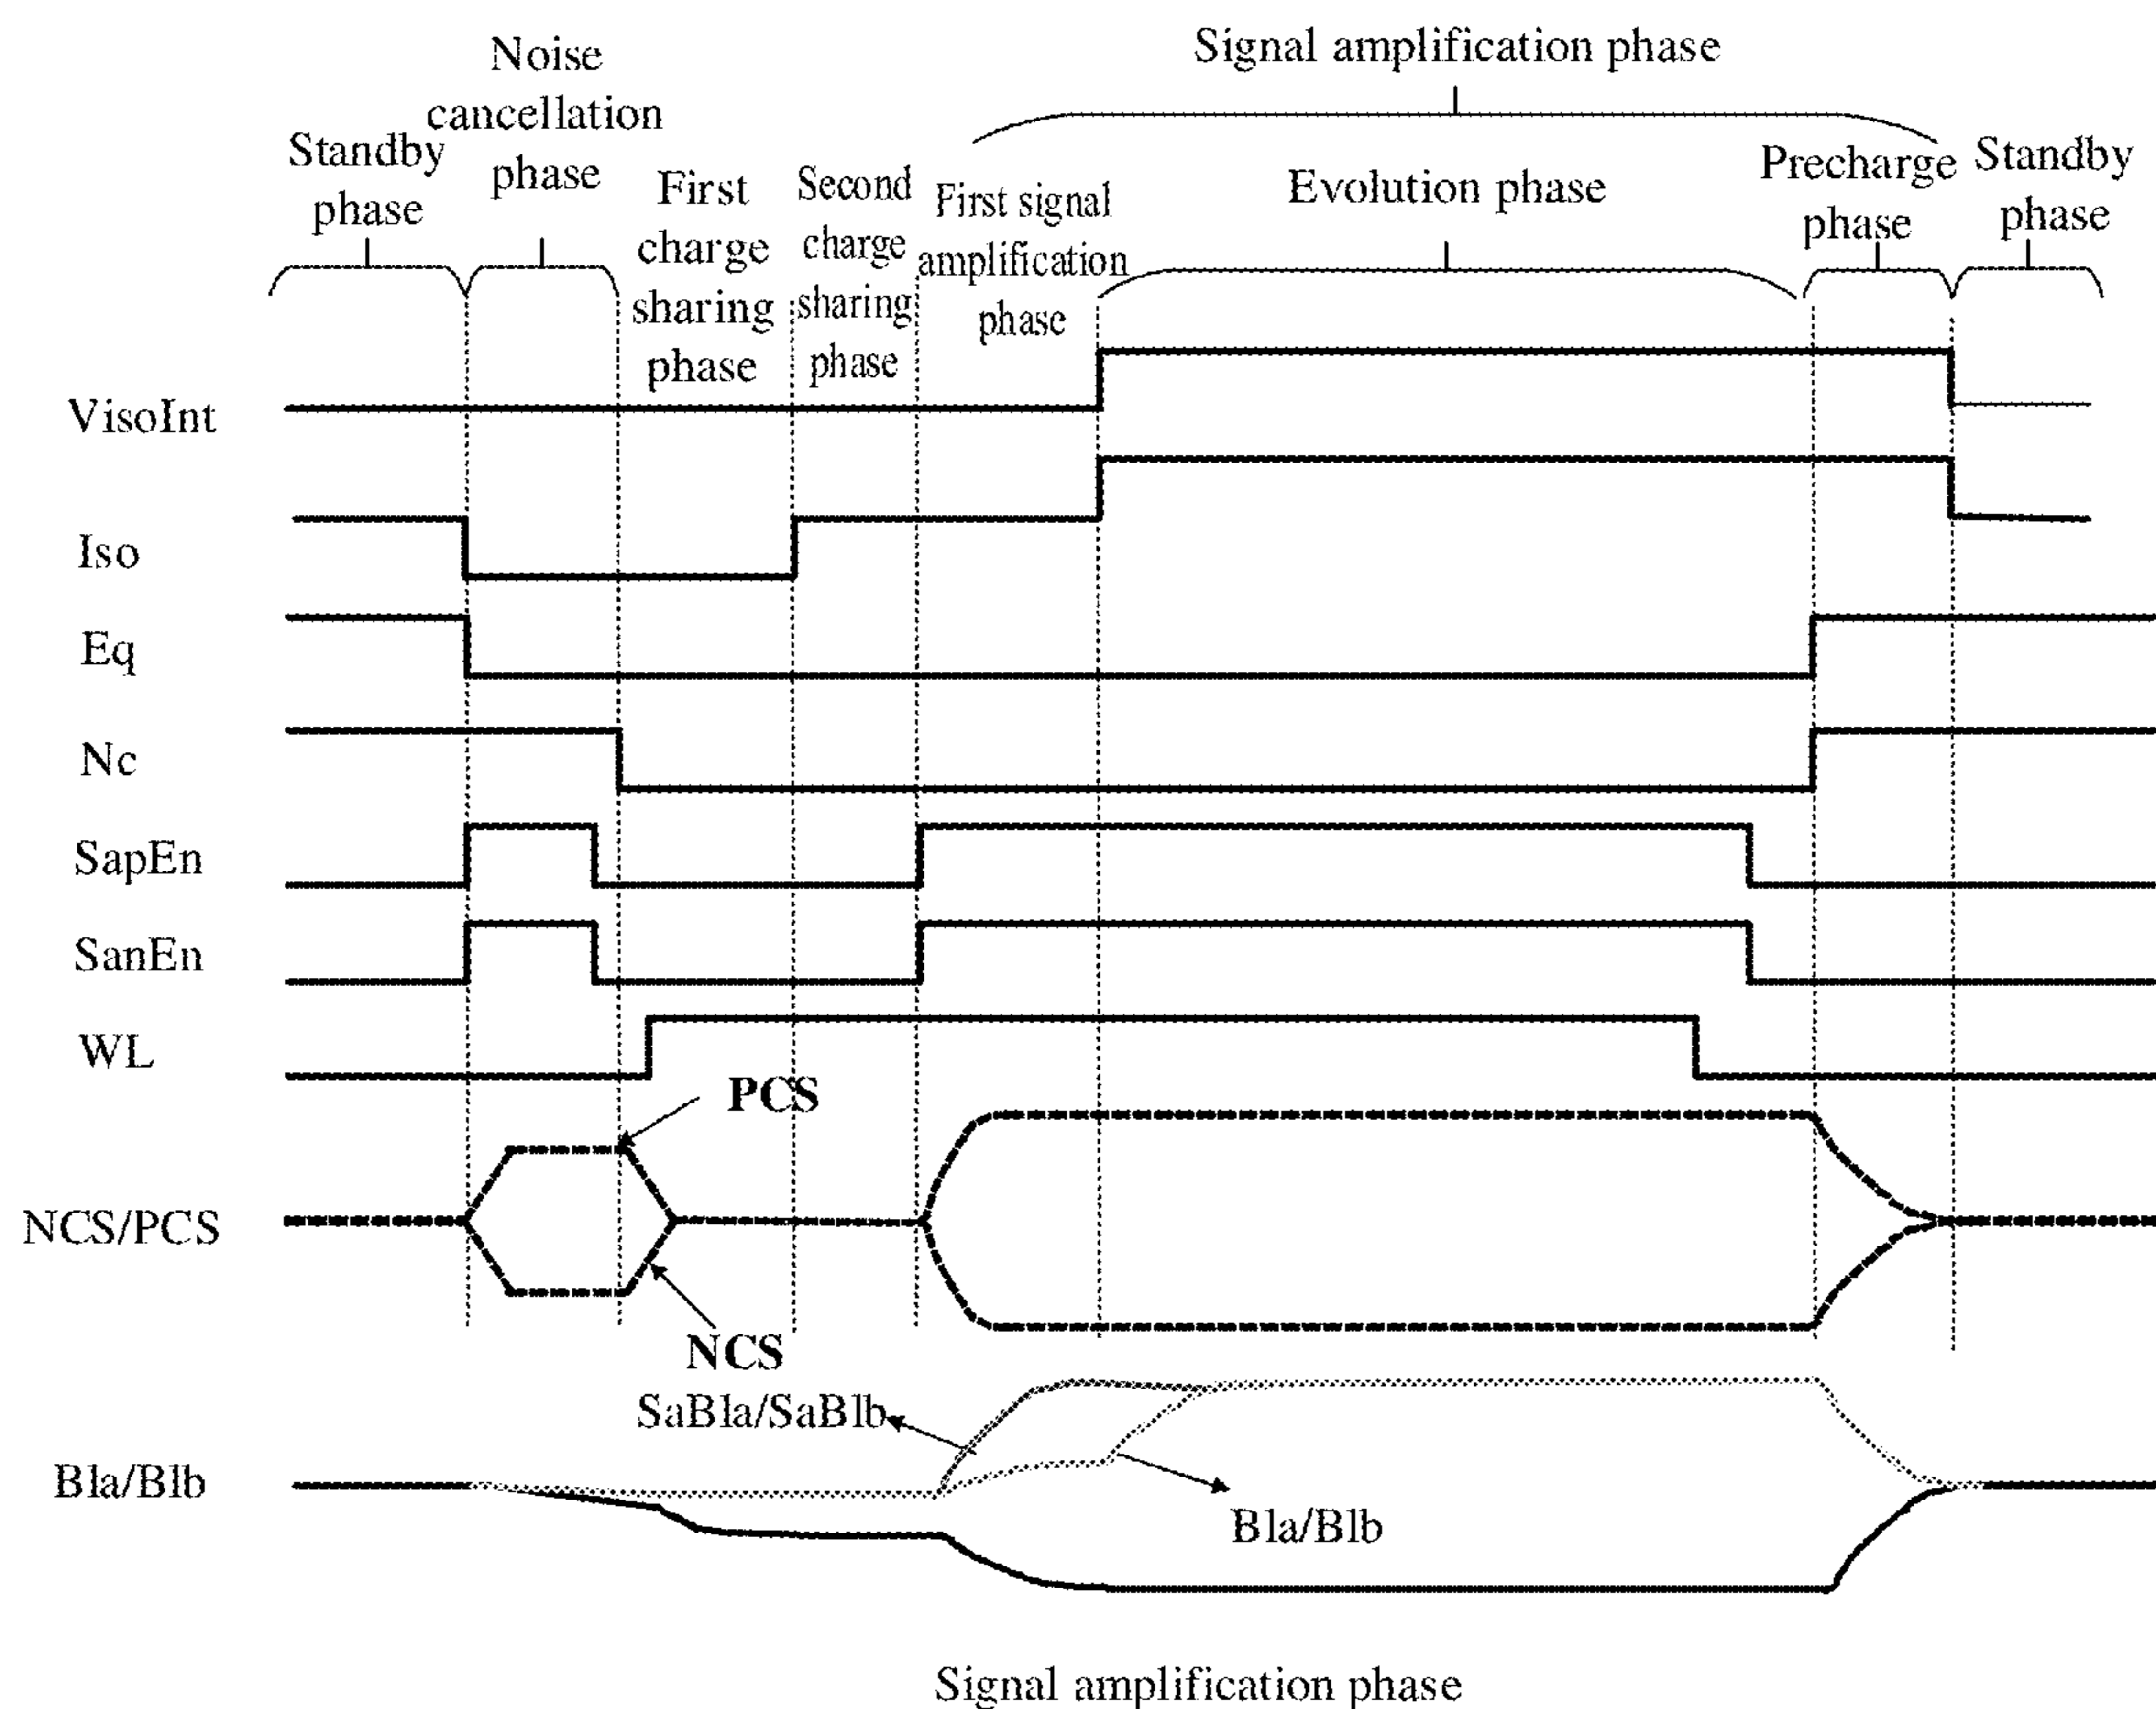 Signal amplification phase
Noise
cancellation
phase
Standby
phase
First
charge
sharing
phase
Second
charge
sharing
phase
First signal
amplification
phase
Evolution phase
Precharge
phase
Standby
phase
VisoInt
Iso
Eq
Nc
SapEn
SanEn
WL
PCS
NCS/PCS
NCS
SaBla/SaBlb
Bla/Blb
Bla/Blb
Signal amplification phase